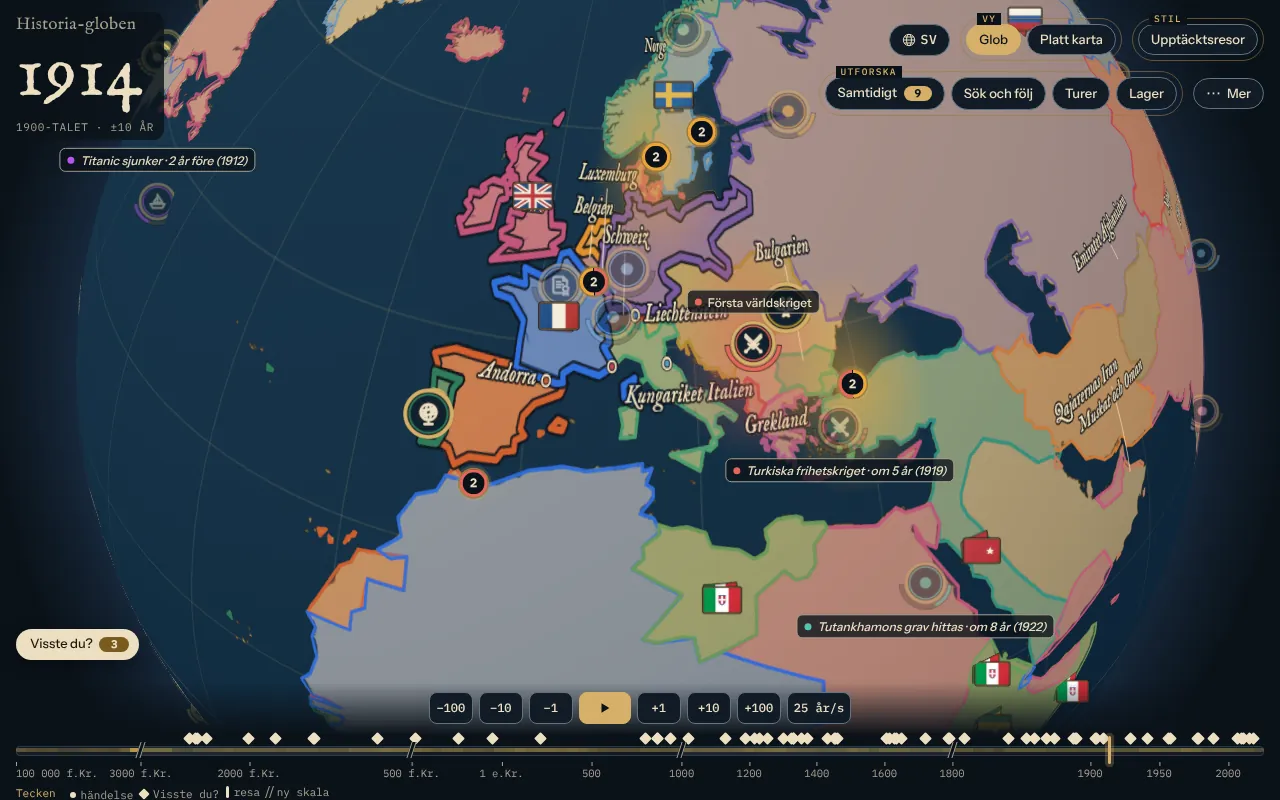 Historia-globen
1914
1900-TALET · ±10 ÅR
VY
STIL
SV
Glob
Platt karta
Upptäcktsresor
UTFORSKA
Samtidigt 9
Sök och följ
Turer
Lager
··· Mer
Titanic sjunker · 2 år före (1912)
Norge
2
2
Luxemburg
Belgien
Schweiz
Bulgarien
Emiratet Afghanistan
2
Första världskriget
Liechtenstein
Andorra
Kungariket Italien
2
Qajarernas Iran
Muskat och Oman
Grekland
Turkiska frihetskriget · om 5 år (1919)
2
Tutankhamons grav hittas · om 8 år (1922)
Visste du? 3
−100
−10
−1
+1
+10
+100
25 år/s
100 000 f.Kr.
3000 f.Kr.
2000 f.Kr.
500 f.Kr.
1 e.Kr.
500
1000
1200
1400
1600
1800
1900
1950
2000
Tecken
händelse
Visste du?
resa
ny skala